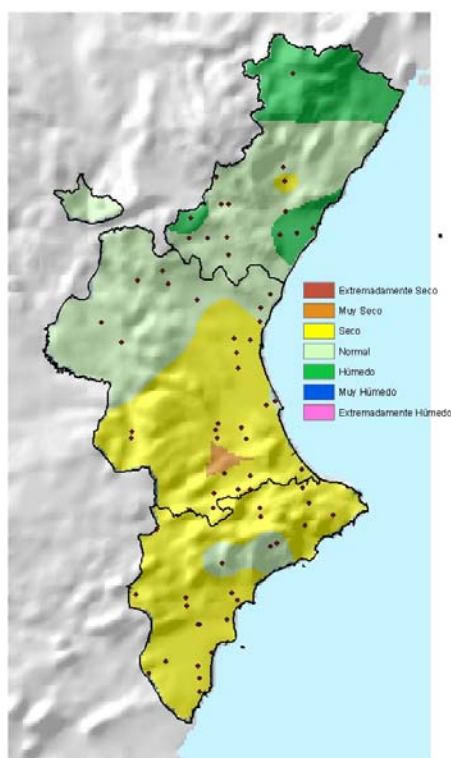 Extremadamente Seco
Muy Seco
Seco
Normal
Húmedo
Muy Húmedo
Extremadamente Húmedo